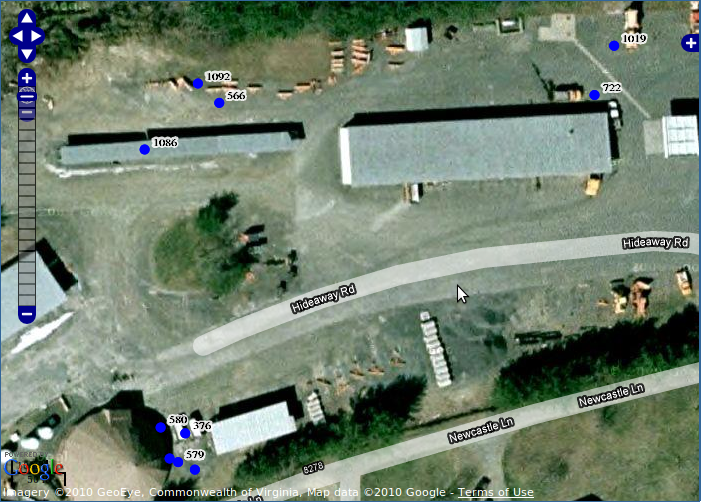 1019
1092
722
566
1086
Hideaway Rd
Hideaway Rd
Newcastle Ln
580
376
Newcastle Ln
579
8278
POWERED BY
Google
Ln
Imagery ©2010 GeoEye, Commonwealth of Virginia, Map data ©2010 Google - Terms of Use